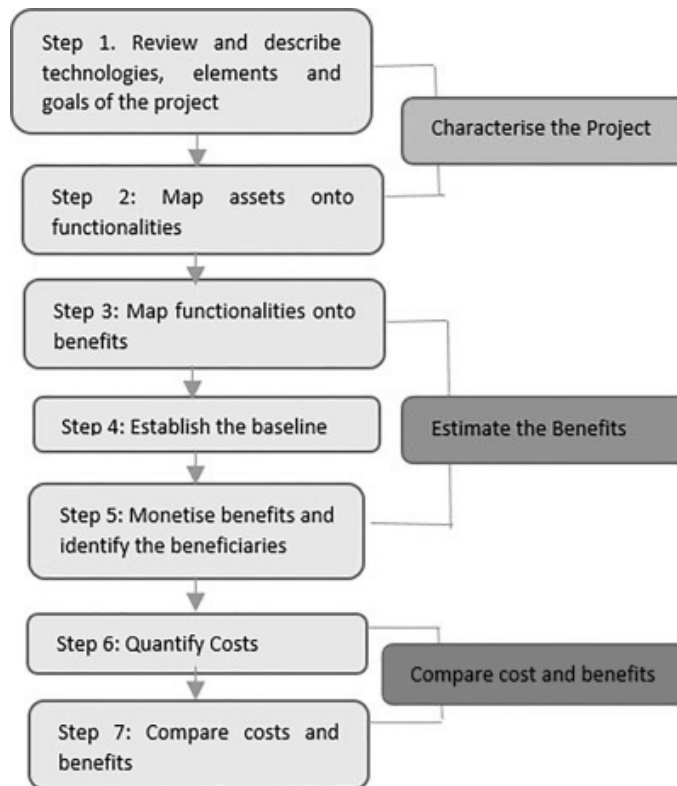 Step 1. Review and describe
technologies, elements and
goals of the project
Characterise the Project
Step 2: Map assets onto
functionalities
Step 3: Map functionalities onto
benefits
Step 4: Establish the baseline
Estimate the Benefits
Step 5: Monetise benefits and
identify the beneficiaries
Step 6: Quantify Costs
Compare cost and benefits
Step 7: Compare costs and
benefits